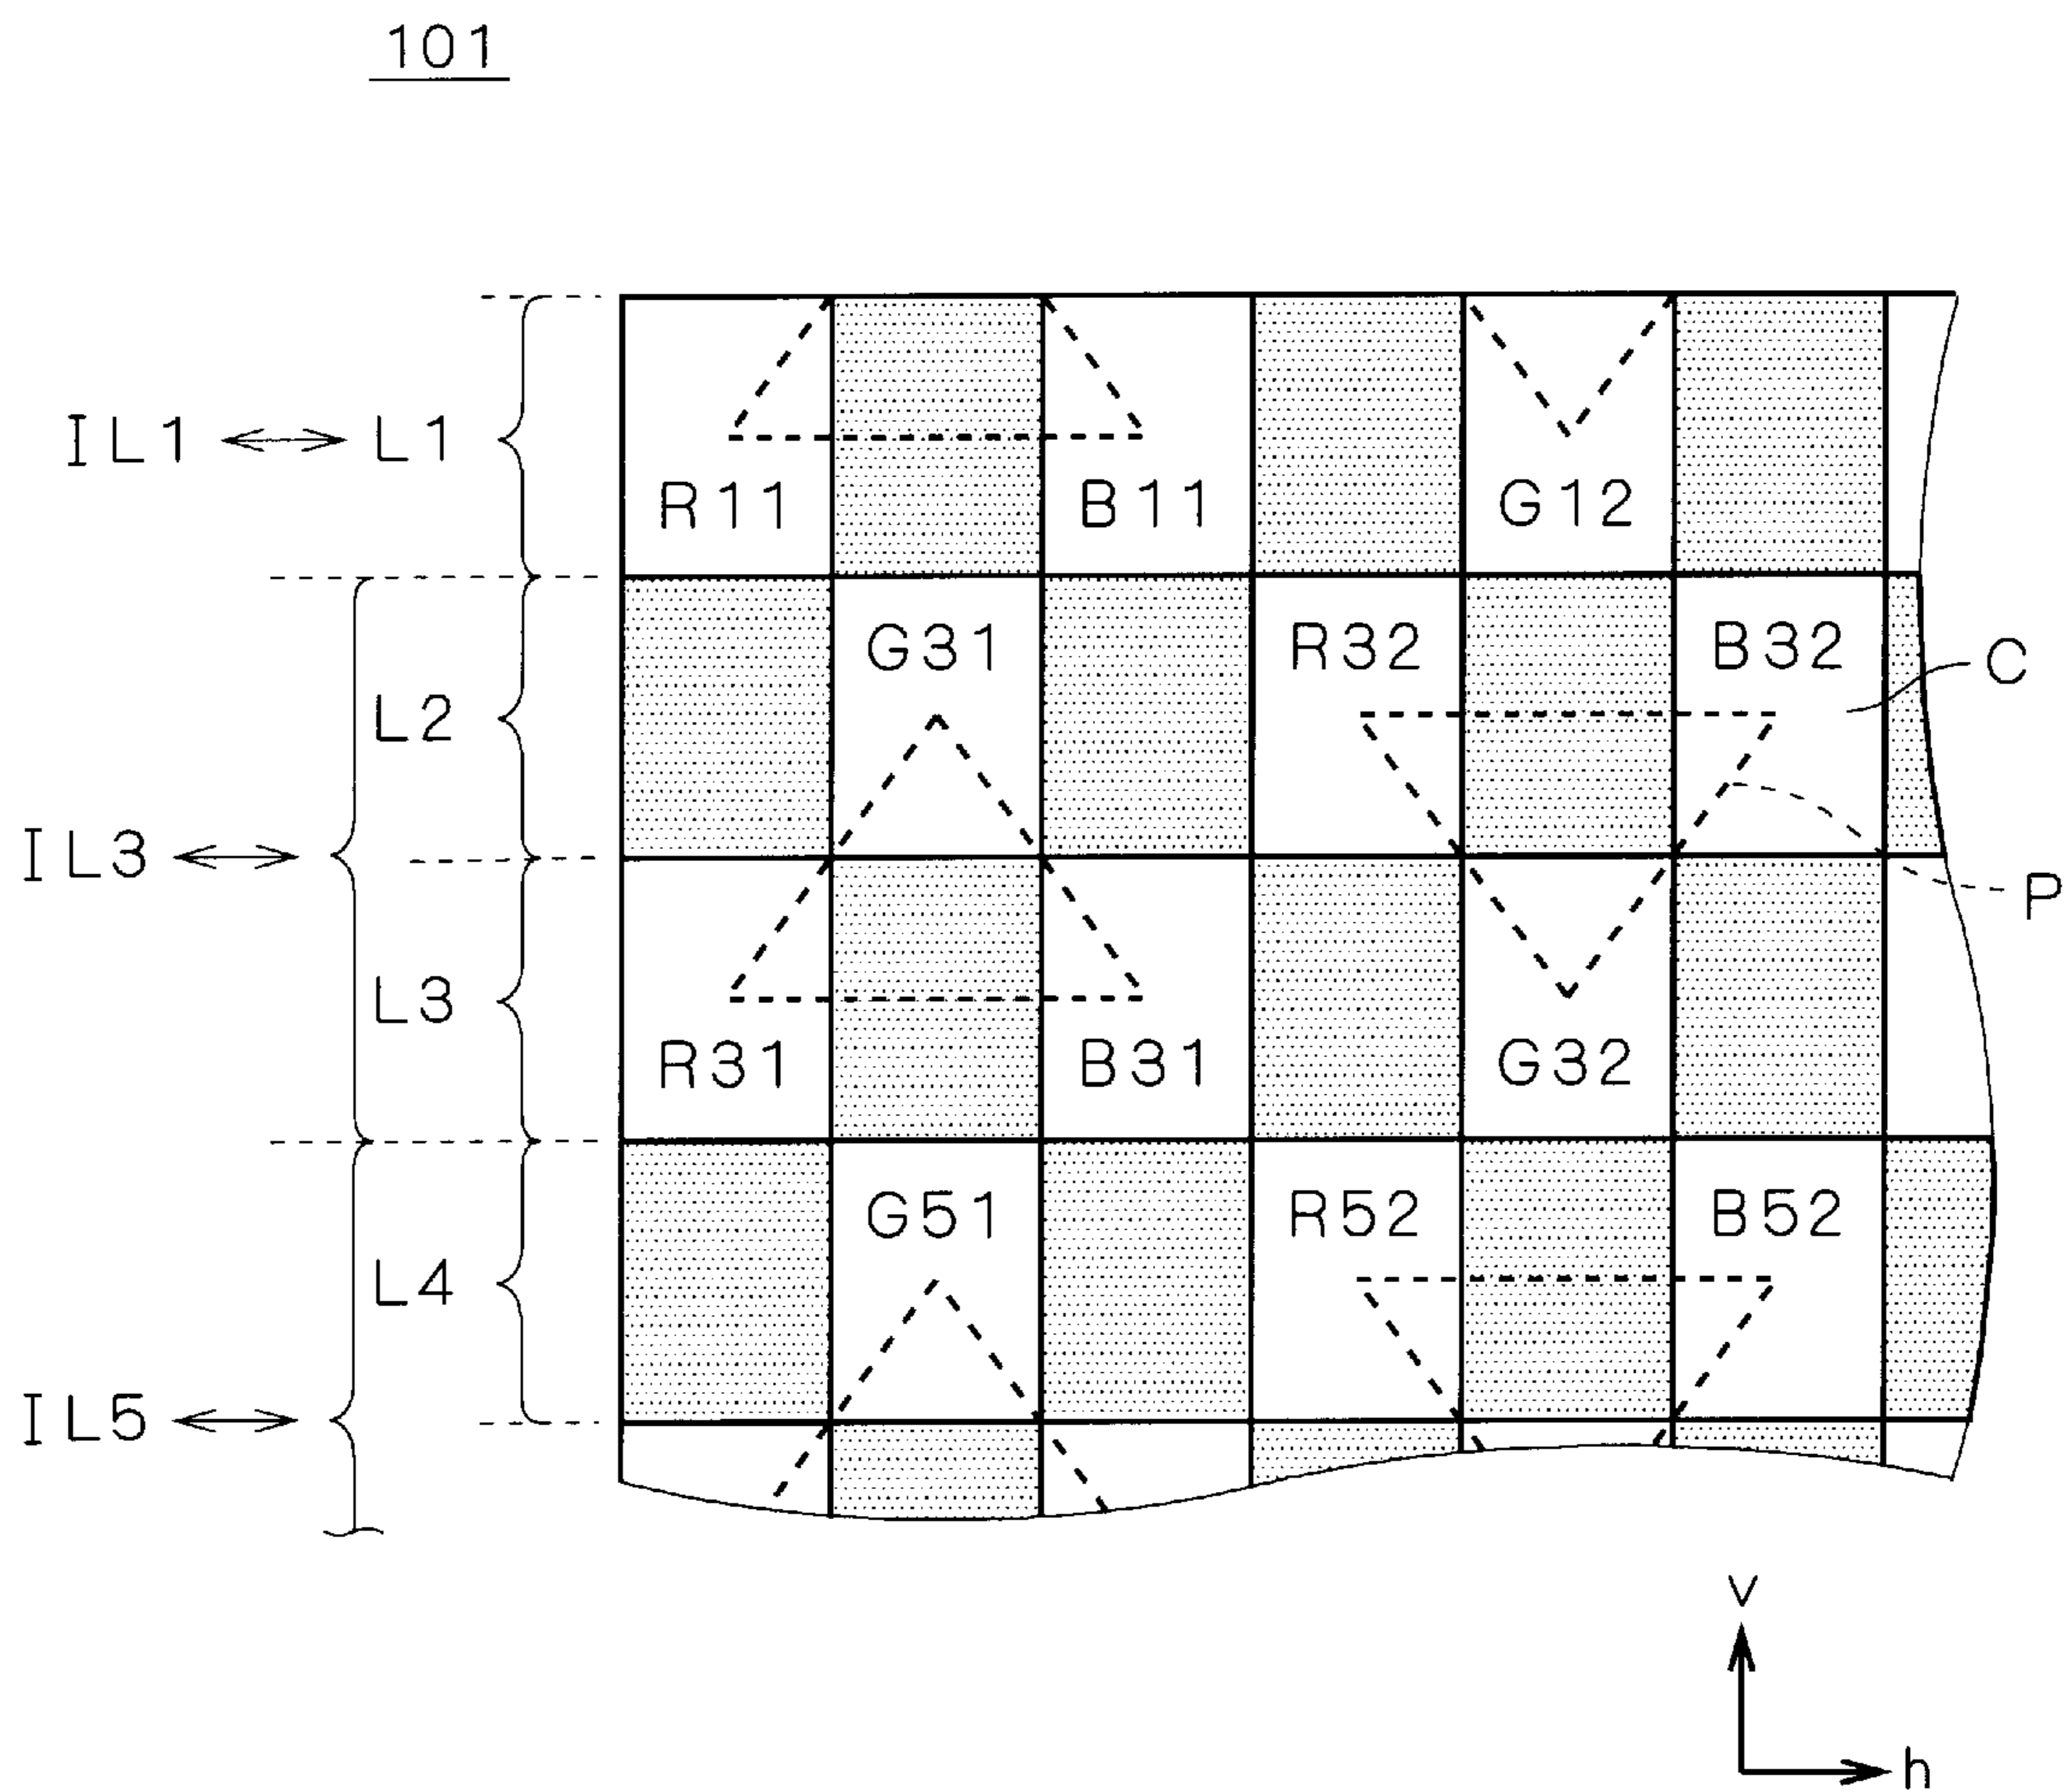 101
IL1 L1
R11 B11 G12
G31 R32 B32 C
L2
IL3
P
L3
R31 B31 G32
G51 R52 B52
L4
IL5
v
h